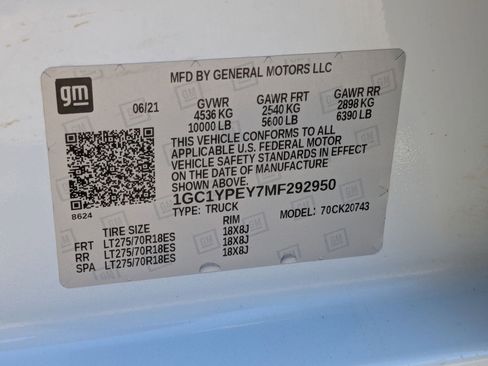 MFD BY GENERAL MOTORS LLC
gm
06/21 GVWR GAWR FRT GAWR RR
4536 KG 2540 KG 2898 KG
10000 LB 5600 LB 6390 LB
THIS VEHICLE CONFORMS TO ALL
APPLICABLE U.S. FEDERAL MOTOR
VEHICLE SAFETY STANDARDS IN EFFECT
ON THE DATE OF MANUFACTURE
SHOWN ABOVE.
1GC1YPEY7MF292950
8624 TYPE: TRUCK MODEL: 70CK20743
TIRE SIZE RIM
FRT LT275/70R18ES 18X8J
RR LT275/70R18ES 18X8J
SPA LT275/70R18ES 18X8J